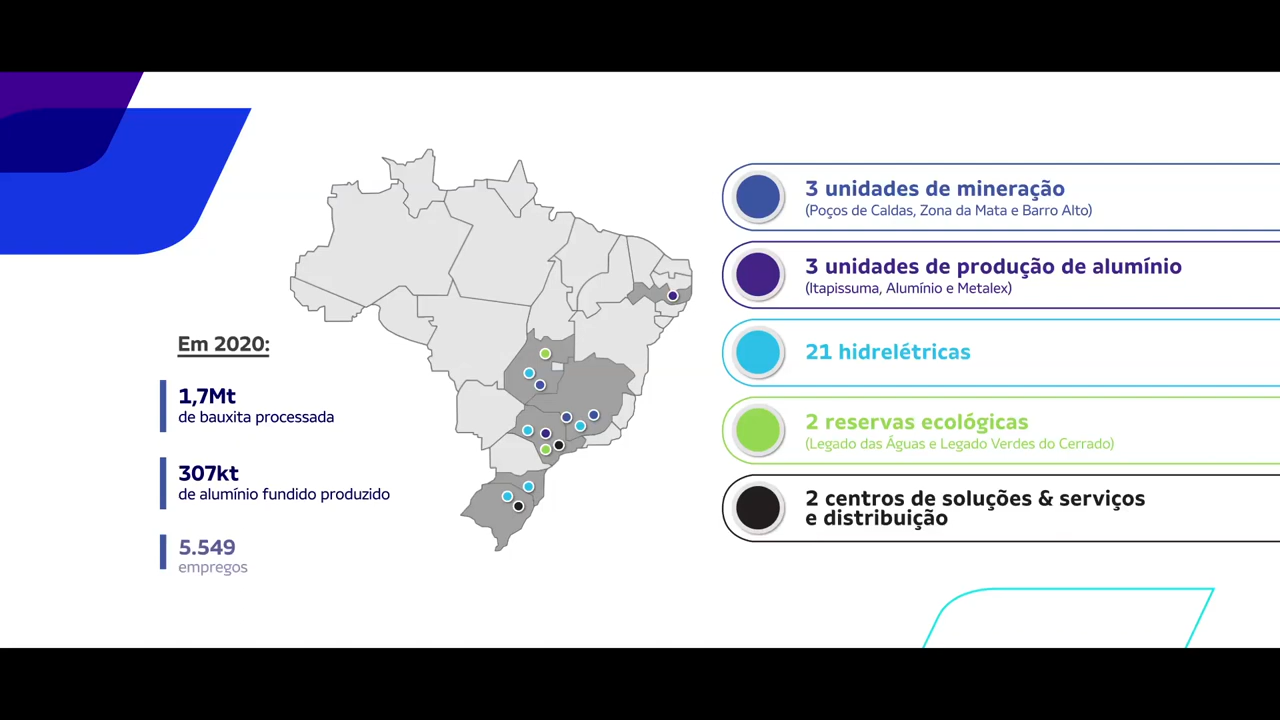 Em 2020:
1,7Mt
de bauxita processada
307kt
de alumínio fundido produzido
5.549
empregos
3 unidades de mineração
(Poços de Caldas, Zona da Mata e Barro Alto)
3 unidades de produção de alumínio
(Itapissuma, Alumínio e Metalex)
21 hidrelétricas
2 reservas ecológicas
(Legado das Águas e Legado Verdes do Cerrado)
2 centros de soluções & serviços
e distribuição